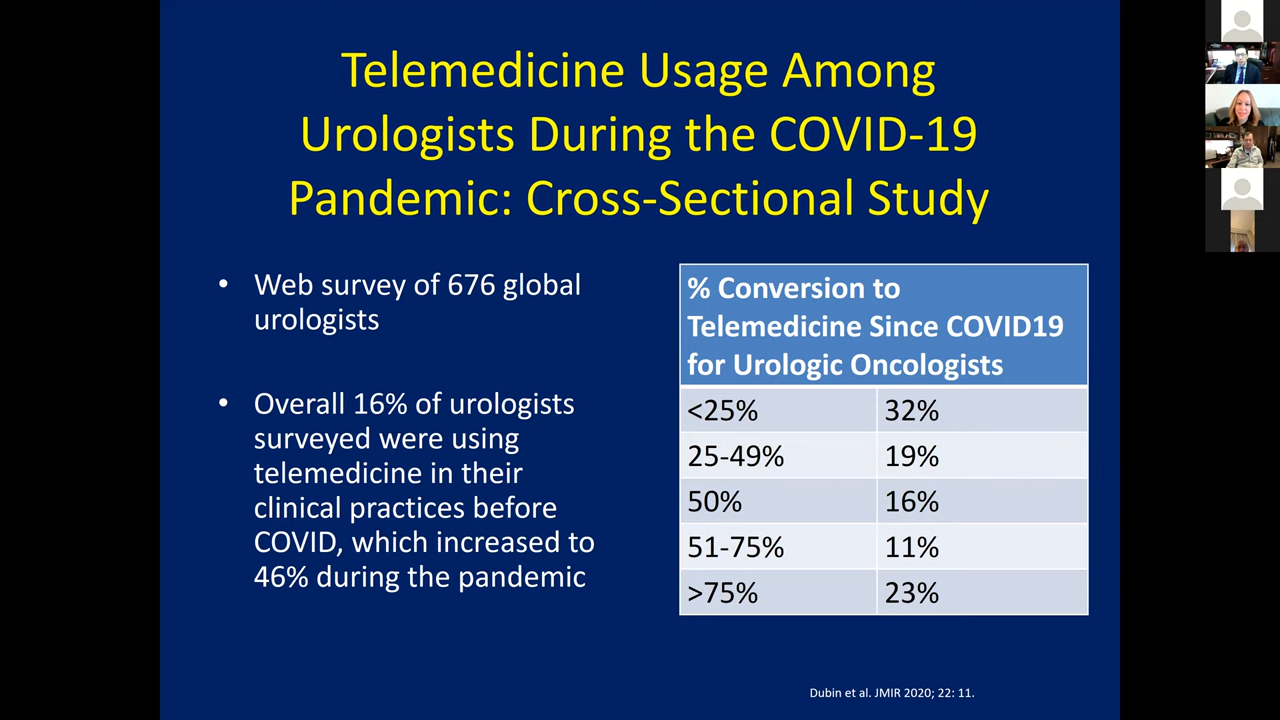 Telemedicine Usage Among
Urologists During the COVID-19
Pandemic: Cross-Sectional Study
• Web survey of 676 global
urologists
• Overall 16% of urologists
surveyed were using
telemedicine in their
clinical practices before
COVID, which increased to
46% during the pandemic
% Conversion to
Telemedicine Since COVID19
for Urologic Oncologists
<25% 32%
25-49% 19%
50% 16%
51-75% 11%
>75% 23%
Dubin et al. JMIR 2020; 22: 11.